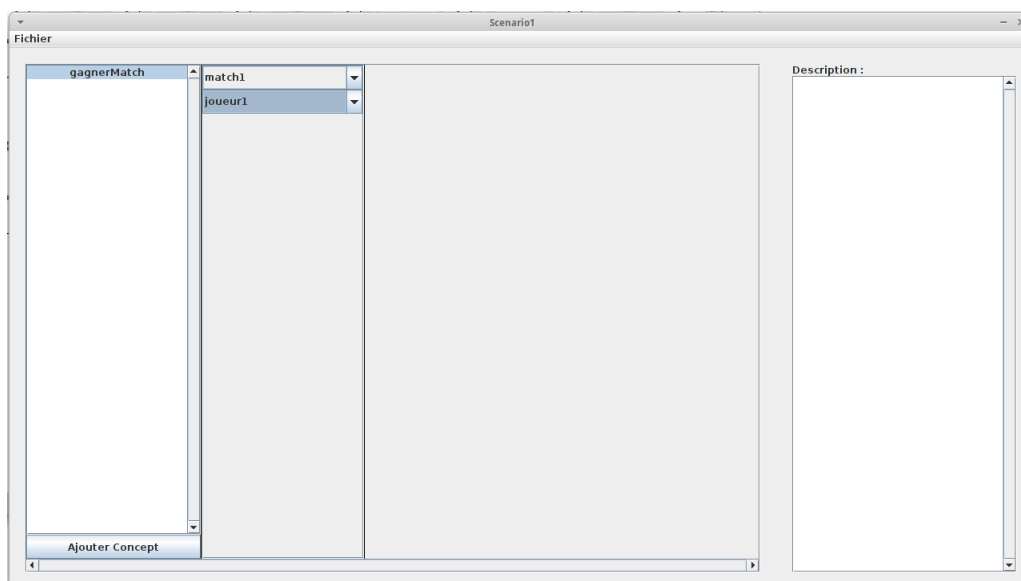 Scenario1
Fichier
gagnerMatch
match1
joueur1
Description :
Ajouter Concept